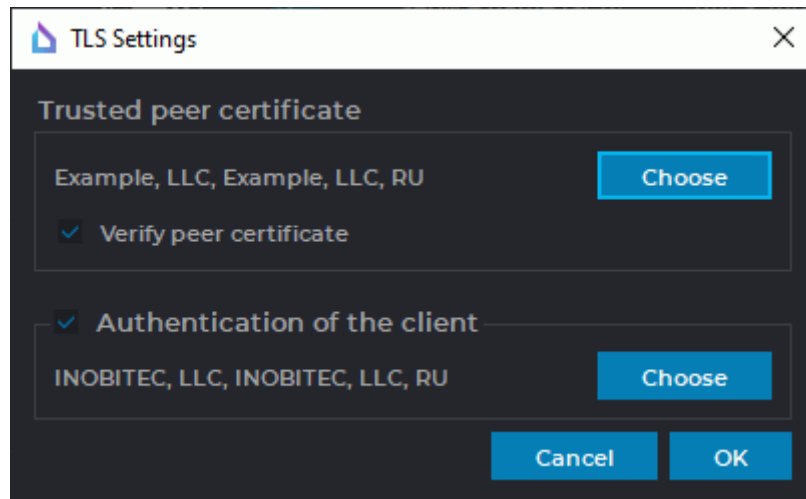 TLS Settings
Trusted peer certificate
Example, LLC, Example, LLC, RU
Choose
Verify peer certificate
Authentication of the client
INOBITEC, LLC, INOBITEC, LLC, RU
Choose
Cancel
OK